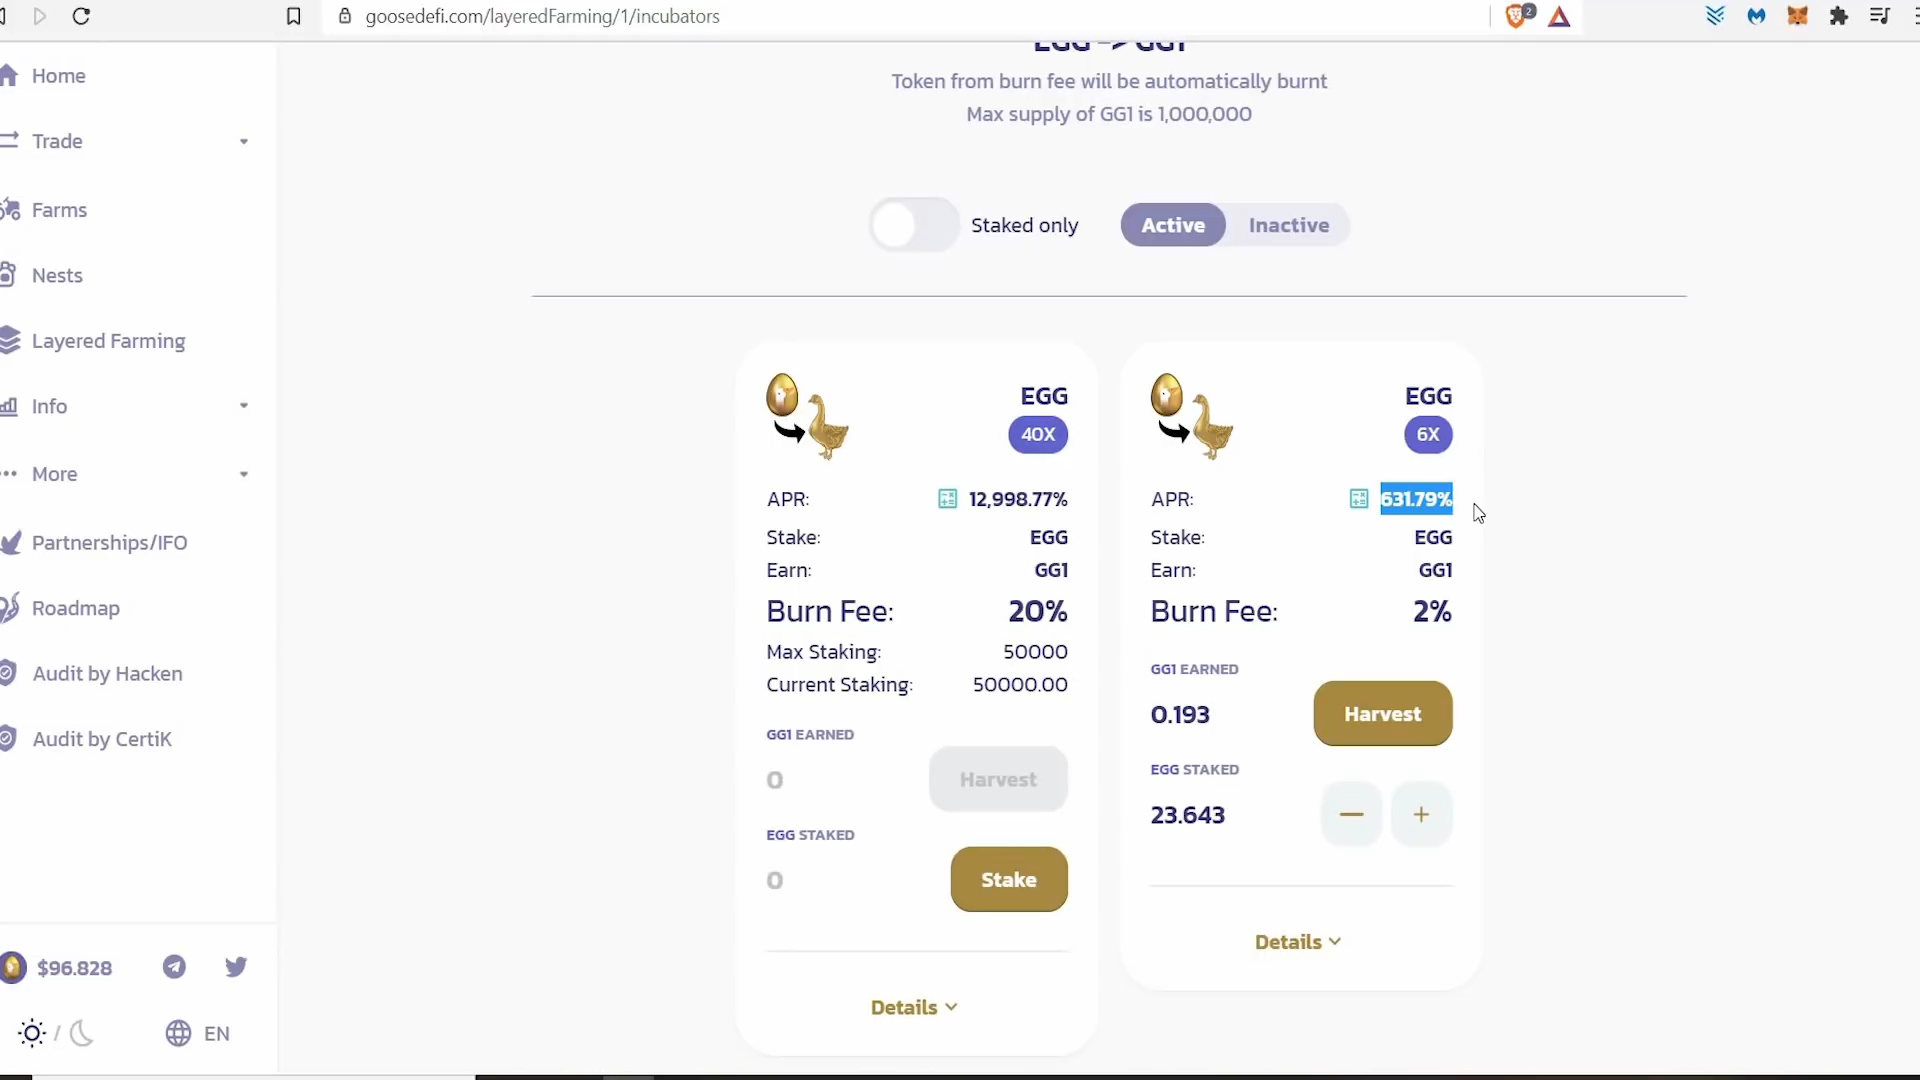 goosedefi.com/layeredFarming/1/incubators
2
Home
Trade
Farms
Nests
Layered Farming
Info
More
Partnerships/IFO
Roadmap
Audit by Hacken
Audit by CertiK
$96.828
/
EN
EGG -> GG1
Token from burn fee will be automatically burnt
Max supply of GG1 is 1,000,000
Staked only
Active
Inactive
EGG
40X
APR:
12,998.77%
Stake:
EGG
Earn:
GG1
Burn Fee:
20%
Max Staking:
50000
Current Staking:
50000.00
GG1 EARNED
0
Harvest
EGG STAKED
0
Stake
Details
EGG
6X
APR:
631.79%
Stake:
EGG
Earn:
GG1
Burn Fee:
2%
GG1 EARNED
0.193
Harvest
EGG STAKED
23.643
Details